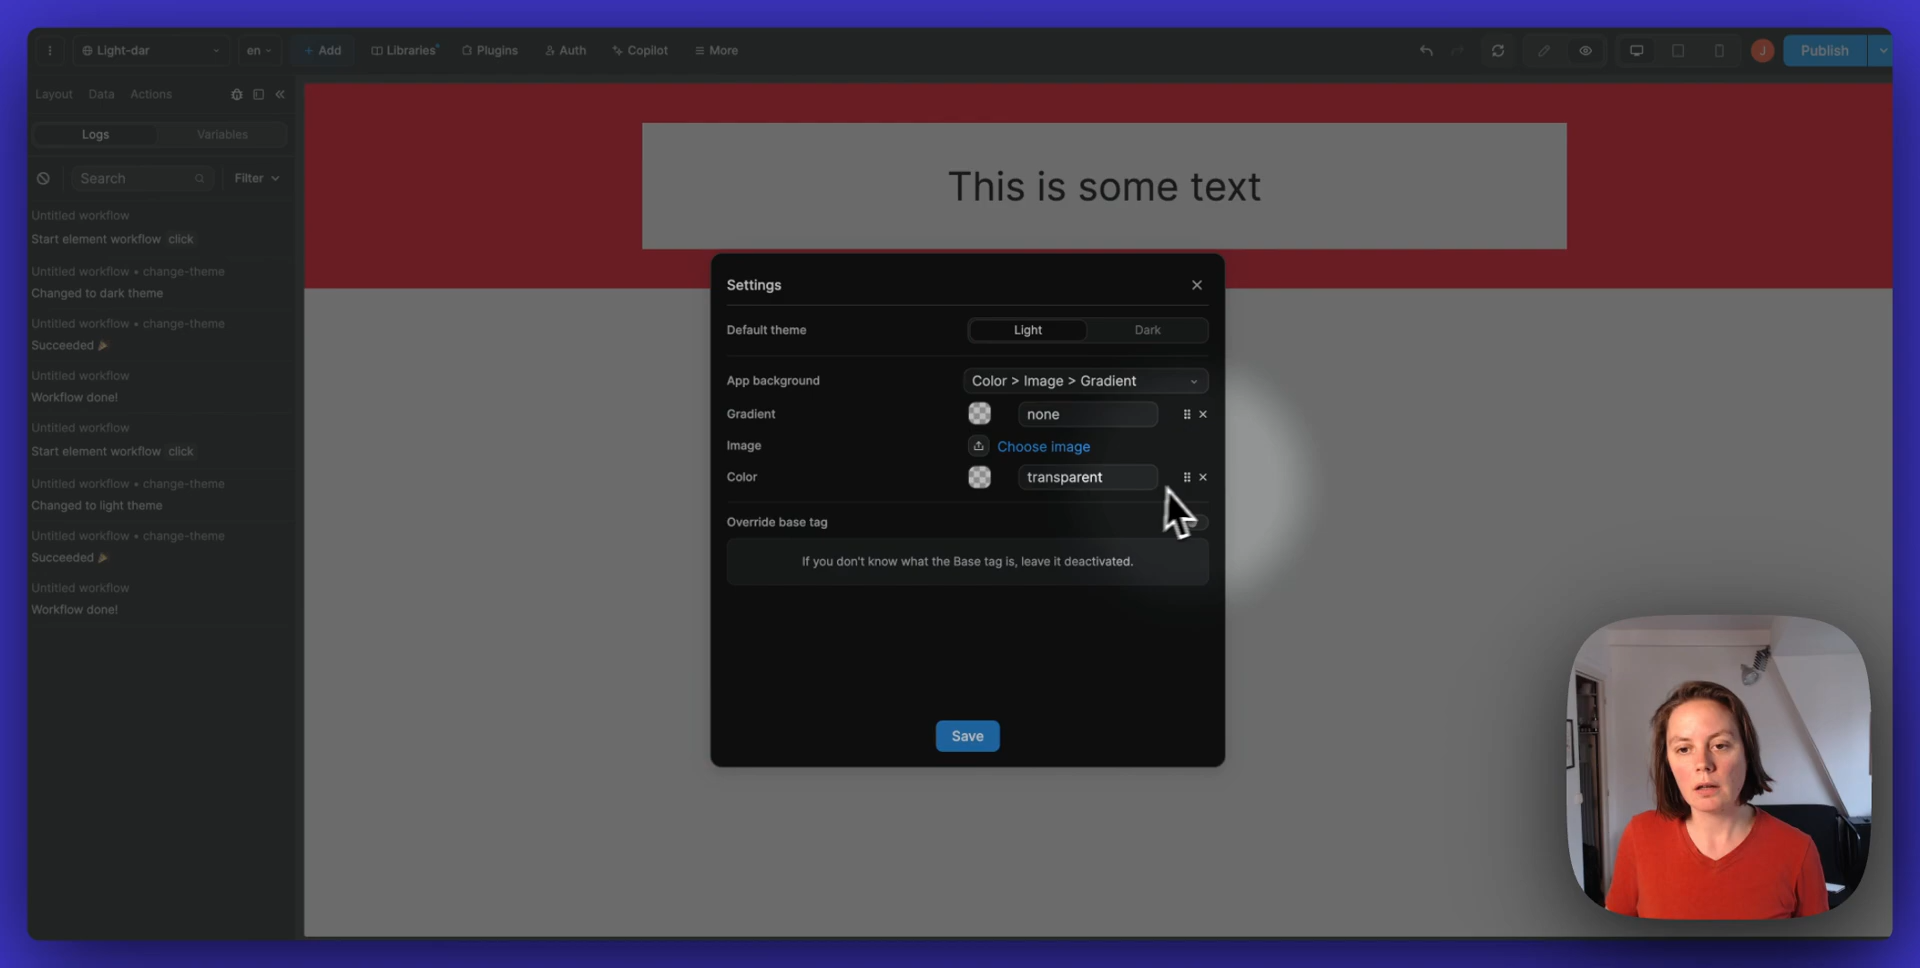 Light-dar
en
+ Add
Libraries
Plugins
Auth
Copilot
More
J
Publish
Layout
Data
Actions
Logs
Variables
Search
Filter
Untitled workflow
Start element workflow click
Untitled workflow • change-theme
Changed to dark theme
Untitled workflow • change-theme
Succeeded 🎉
Untitled workflow
Workflow done!
Untitled workflow
Start element workflow click
Untitled workflow • change-theme
Changed to light theme
Untitled workflow • change-theme
Succeeded 🎉
Untitled workflow
Workflow done!
This is some text
Settings
Default theme
Light
Dark
App background
Color > Image > Gradient
Gradient
none
Image
Choose image
Color
transparent
Override base tag
If you don't know what the Base tag is, leave it deactivated.
Save